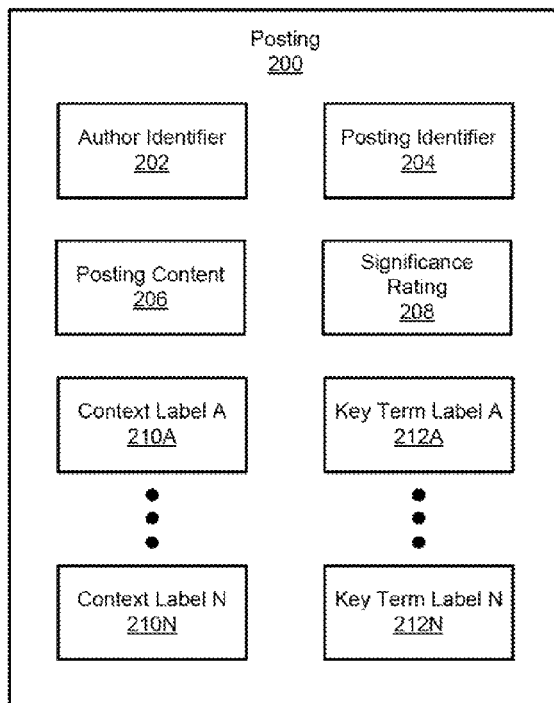 Posting
200
Author Identifier
202
Posting Identifier
204
Posting Content
206
Significance
Rating
208
Context Label A
210A
Key Term Label A
212A
Context Label N
210N
Key Term Label N
212N